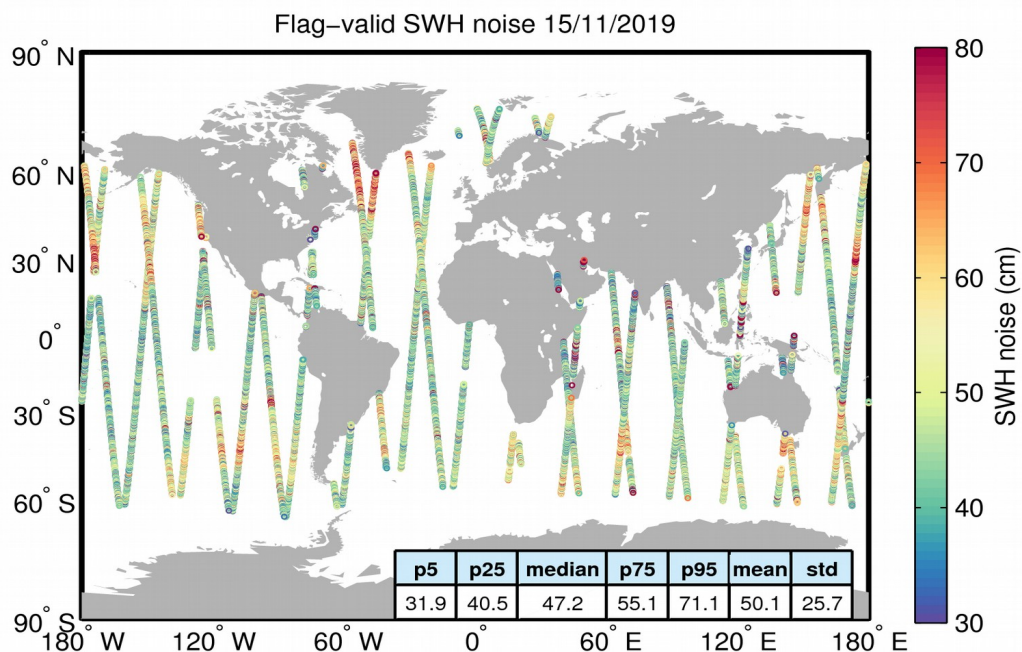 Flag−valid SWH noise 15/11/2019
90° N
60° N
30° N
0°
30° S
60° S
90° S
180° W
120° W
60° W
0°
60° E
120° E
180° E
p5 p25 median p75 p95 mean std
31.9 40.5 47.2 55.1 71.1 50.1 25.7
80
70
60
50
40
30
SWH noise (cm)